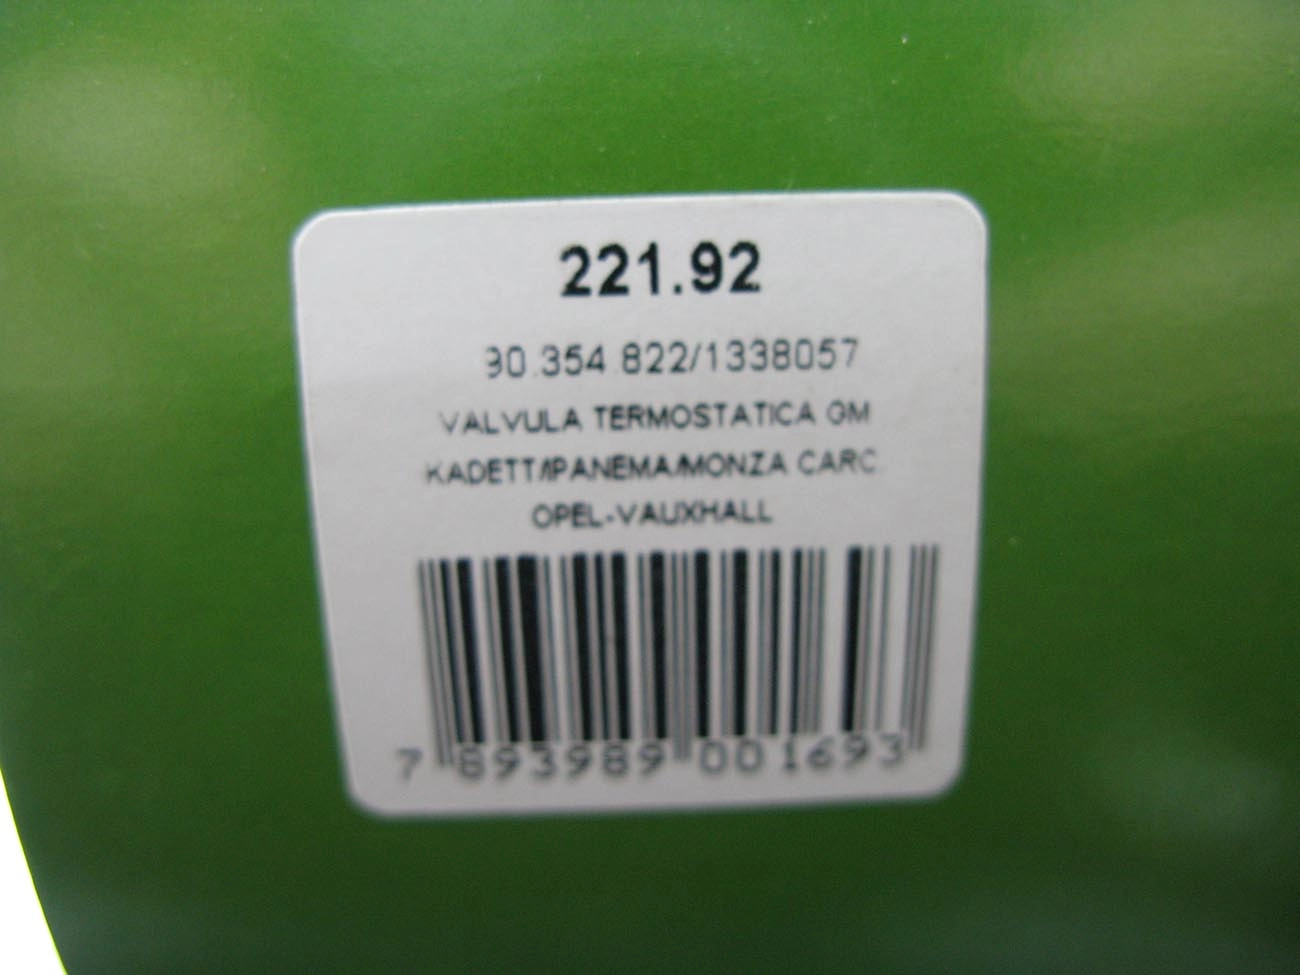 221.92
90.354.822/1338057
VALVULA TERMOSTATICA GM
KADETT/IPANEMA/MONZA CARC.
OPEL-VAUXHALL
7 893989 001693